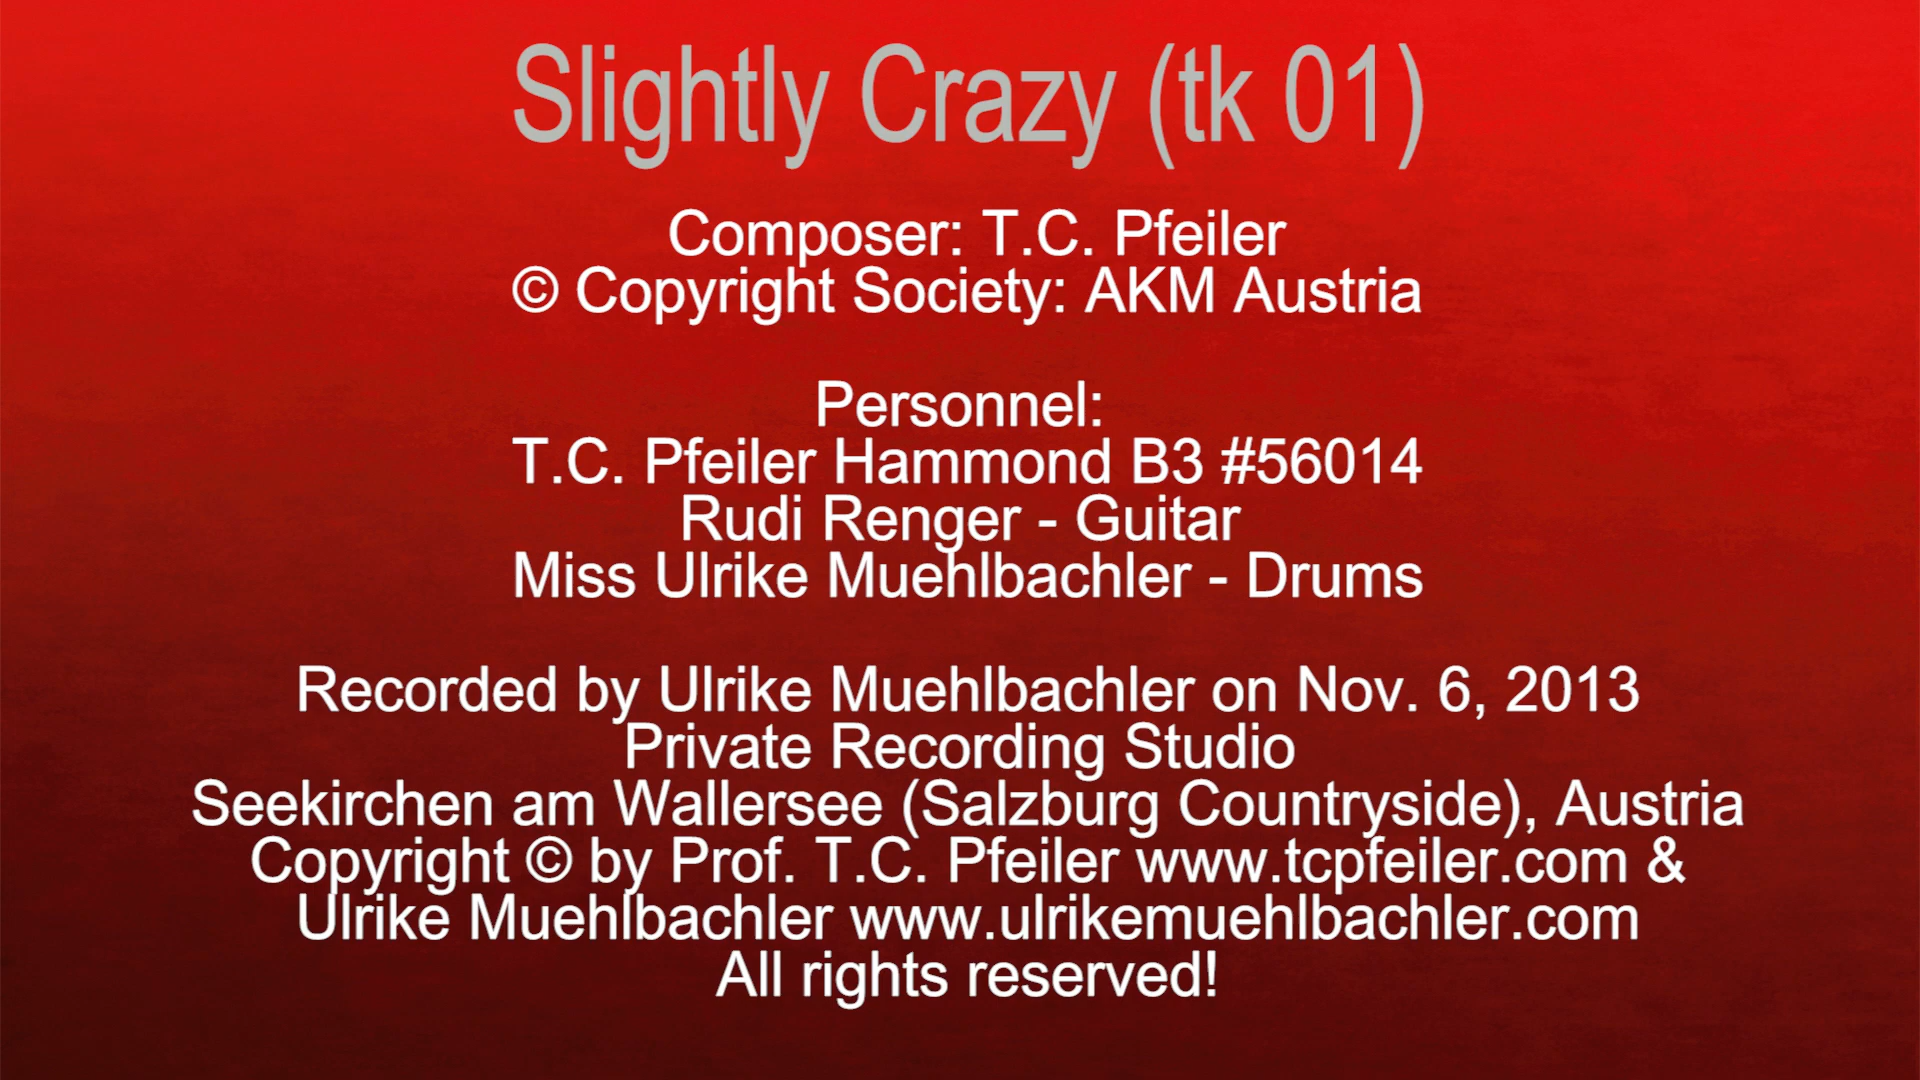 Slightly Crazy (tk 01)
Composer: T.C. Pfeiler
© Copyright Society: AKM Austria
Personnel:
T.C. Pfeiler Hammond B3 #56014
Rudi Renger - Guitar
Miss Ulrike Muehlbachler - Drums
Recorded by Ulrike Muehlbachler on Nov. 6, 2013
Private Recording Studio
Seekirchen am Wallersee (Salzburg Countryside), Austria
Copyright © by Prof. T.C. Pfeiler www.tcpfeiler.com &
Ulrike Muehlbachler www.ulrikemuehlbachler.com
All rights reserved!